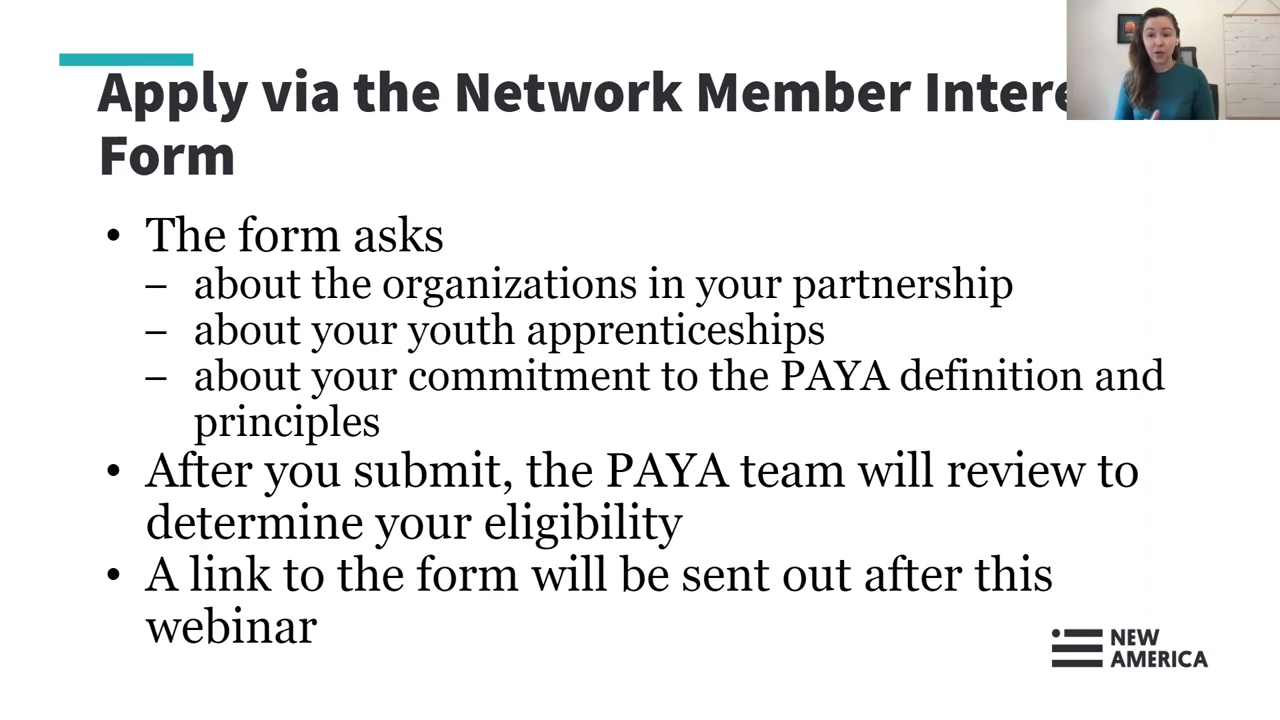 Apply via the Network Member Intere
Form
• The form asks
– about the organizations in your partnership
– about your youth apprenticeships
– about your commitment to the PAYA definition and
principles
• After you submit, the PAYA team will review to
determine your eligibility
• A link to the form will be sent out after this
webinar
NEW
AMERICA